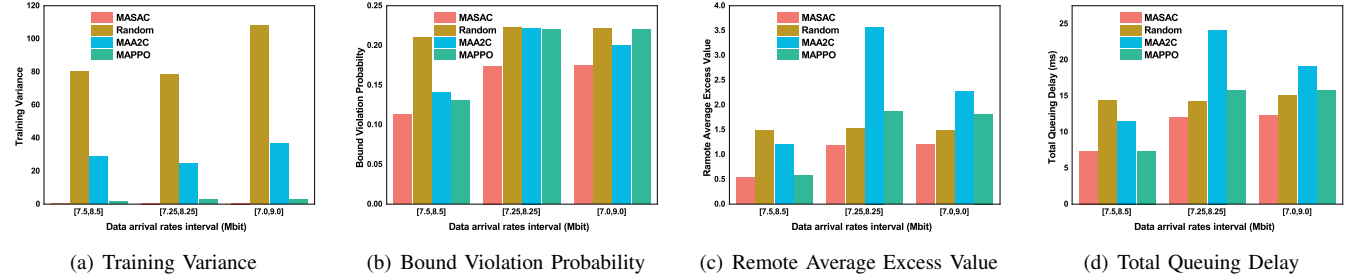 120
100
80
60
40
20
0
Training Variance
MASAC
Random
MAA2C
MAPPO
[7.5,8.5]
[7.25,8.25]
[7.0,9.0]
Data arrival rates interval (Mbit)
(a) Training Variance
0.25
0.20
0.15
0.10
0.05
0.00
Bound Violation Probabilty
MASAC
Random
MAA2C
MAPPO
[7.5,8.5]
[7.25,8.25]
[7.0,9.0]
Data arrival rates interval (Mbit)
(b) Bound Violation Probability
4.0
3.5
3.0
2.5
2.0
1.5
1.0
0.5
0.0
Ramote Average Excess Value
MASAC
Random
MAA2C
MAPPO
[7.5,8.5]
[7.25,8.25]
[7.0,9.0]
Data arrival rates interval (Mbit)
(c) Remote Average Excess Value
25
20
15
10
5
0
Total Queuing Delay (ms)
MASAC
Random
MAA2C
MAPPO
[7.5,8.5]
[7.25,8.25]
[7.0,9.0]
Data arrival rates interval (Mbit)
(d) Total Queuing Delay